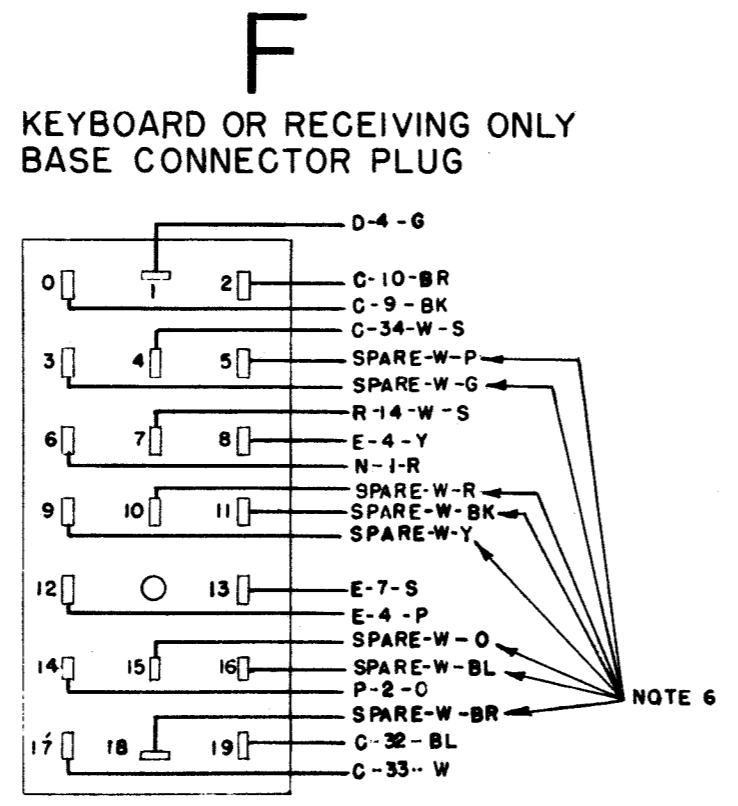 F
KEYBOARD OR RECEIVING ONLY
BASE CONNECTOR PLUG
D-4-G
0 1 2 C-10-BR
C-9-BK
C-34-W-S
3 4 5 SPARE-W-P
SPARE-W-G
R-14-W-S
6 7 8 E-4-Y
N-1-R
SPARE-W-R
9 10 11 SPARE-W-BK
SPARE-W-Y
12 13 E-7-S
E-4-P
SPARE-W-O
14 15 16 SPARE-W-BL
P-2-O
NOTE 6
SPARE-W-BR
17 18 19 C-32-BL
C-33-W